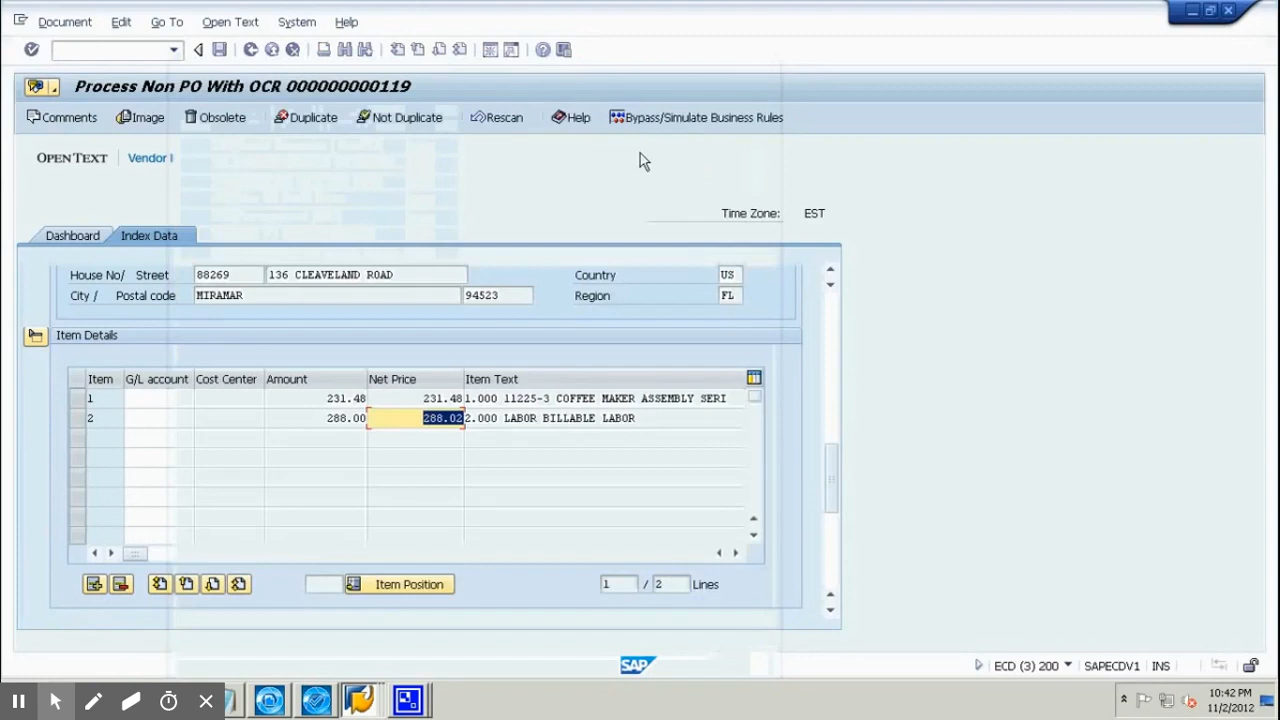 Document Edit Go To Open Text System Help
Process Non PO With OCR 000000000119
Comments Image Obsolete Duplicate Not Duplicate Rescan Help Bypass/Simulate Business Rules
OPEN TEXT Vendor I
Time Zone: EST
Dashboard Index Data
House No/ Street 88269 136 CLEAVELAND ROAD Country US
City / Postal code MIRAMAR 94523 Region FL
Item Details
Item G/L account Cost Center Amount Net Price Item Text
1 231.48 231.48 1.000 11225-3 COFFEE MAKER ASSEMBLY SERI
2 288.00 288.02 2.000 LABOR BILLABLE LABOR
Item Position 1 / 2 Lines
SAP ECD (3) 200 SAPECDV1 INS
10:42 PM
11/2/2012